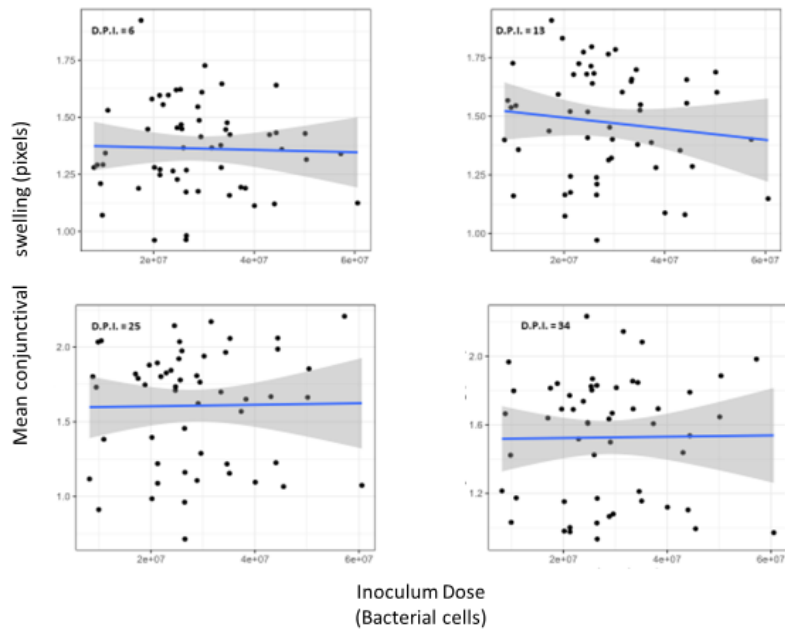 D.P.I. = 6
1.75
1.50
1.25
1.00
2e+07
4e+07
6e+07
D.P.I. = 13
1.75
1.50
1.25
1.00
2e+07
4e+07
6e+07
D.P.I. = 25
2.0
1.5
1.0
2e+07
4e+07
6e+07
D.P.I. = 34
2.0
1.6
1.2
2e+07
4e+07
6e+07
Mean conjunctival
swelling (pixels)
Inoculum Dose
(Bacterial cells)